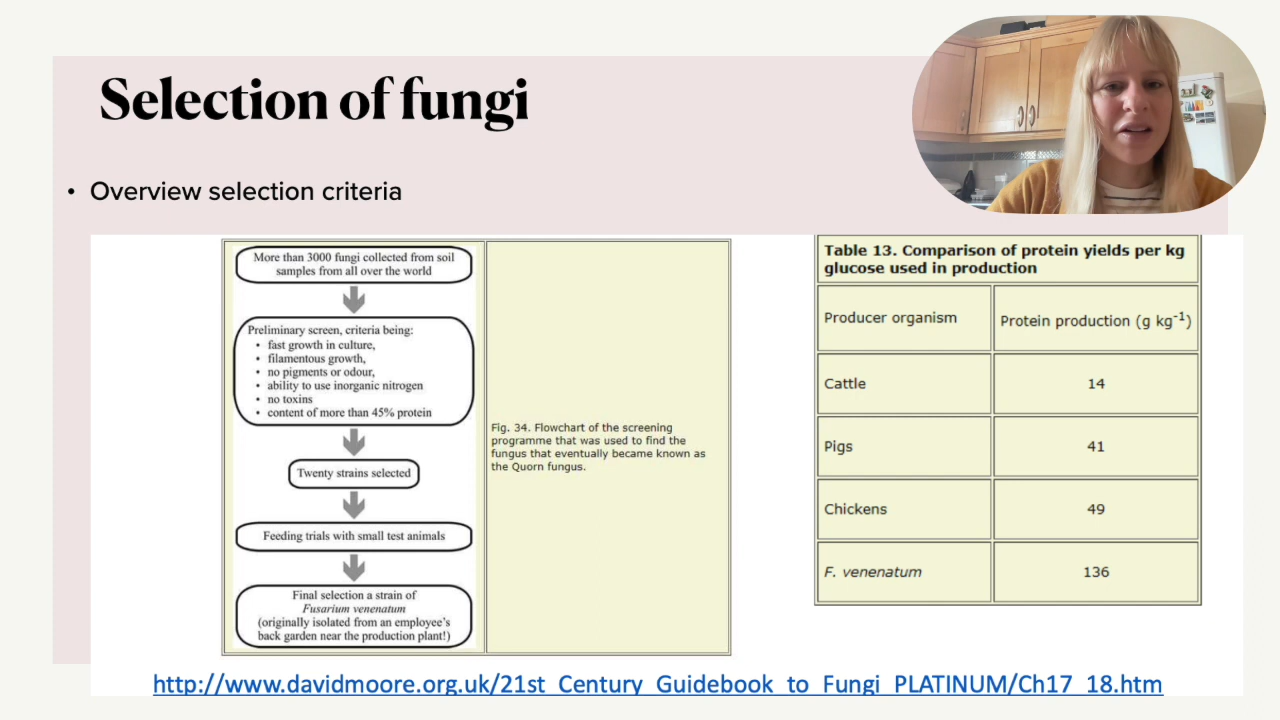 Selection of fungi
• Overview selection criteria
More than 3000 fungi collected from soil
samples from all over the world
Preliminary screen, criteria being:
• fast growth in culture,
• filamentous growth,
• no pigments or odour,
• ability to use inorganic nitrogen
• no toxins
• content of more than 45% protein
Twenty strains selected
Feeding trials with small test animals
Final selection a strain of
Fusarium venenatum
(originally isolated from an employee's
back garden near the production plant!)
Fig. 34. Flowchart of the screening
programme that was used to find the
fungus that eventually became known as
the Quorn fungus.
Table 13. Comparison of protein yields per kg
glucose used in production
Producer organism Protein production (g kg⁻¹)
Cattle 14
Pigs 41
Chickens 49
F. venenatum 136
http://www.davidmoore.org.uk/21st_Century_Guidebook_to_Fungi_PLATINUM/Ch17_18.htm